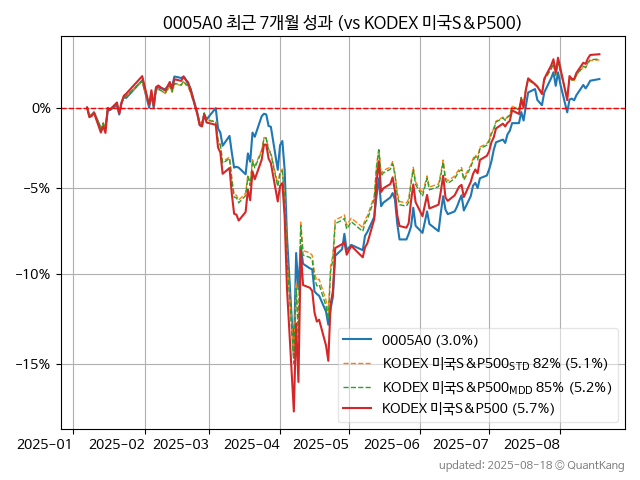 0005A0 최근 7개월 성과 (vs KODEX 미국S&P500)
0%
−5%
−10%
−15%
0005A0 (3.0%)
KODEX 미국S&P500STD 82% (5.1%)
KODEX 미국S&P500MDD 85% (5.2%)
KODEX 미국S&P500 (5.7%)
2025-01 2025-02 2025-03 2025-04 2025-05 2025-06 2025-07 2025-08
updated: 2025-08-18 © QuantKang